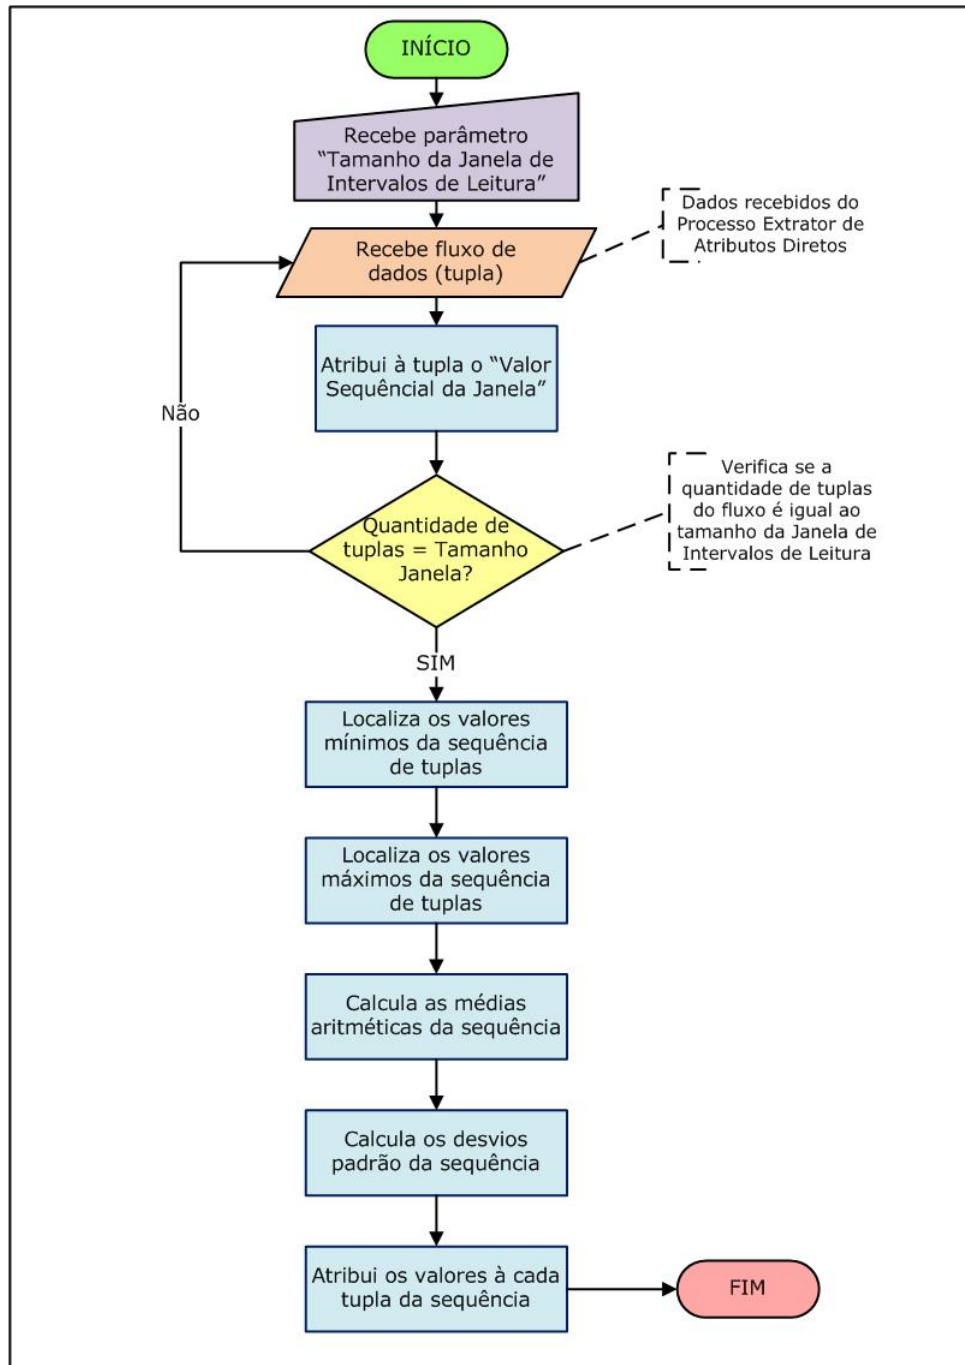 INÍCIO
Recebe parâmetro
“Tamanho da Janela de
Intervalos de Leitura”
Recebe fluxo de
dados (tupla)
Dados recebidos do
Processo Extrator de
Atributos Diretos
Atribui à tupla o “Valor
Sequêncial da Janela”
Não
Quantidade de
tuplas = Tamanho
Janela?
Verifica se a
quantidade de tuplas
do fluxo é igual ao
tamanho da Janela de
Intervalos de Leitura
SIM
Localiza os valores
mínimos da sequência
de tuplas
Localiza os valores
máximos da sequência
de tuplas
Calcula as médias
aritméticas da sequência
Calcula os desvios
padrão da sequência
Atribui os valores à cada
tupla da sequência
FIM